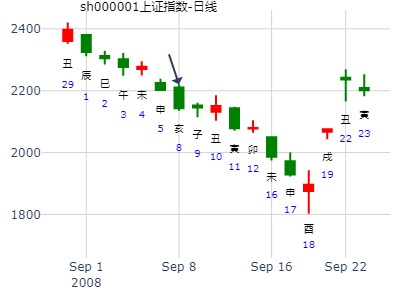 sh000001上证指数-日线
2400
2200
2000
1800
丑
29
辰
1
巳
2
午
3
未
4
申
5
亥
8
子
9
丑
10
寅
11
卯
12
未
16
申
17
酉
18
戌
19
丑
22
寅
23
Sep 1
2008
Sep 8
Sep 16
Sep 22